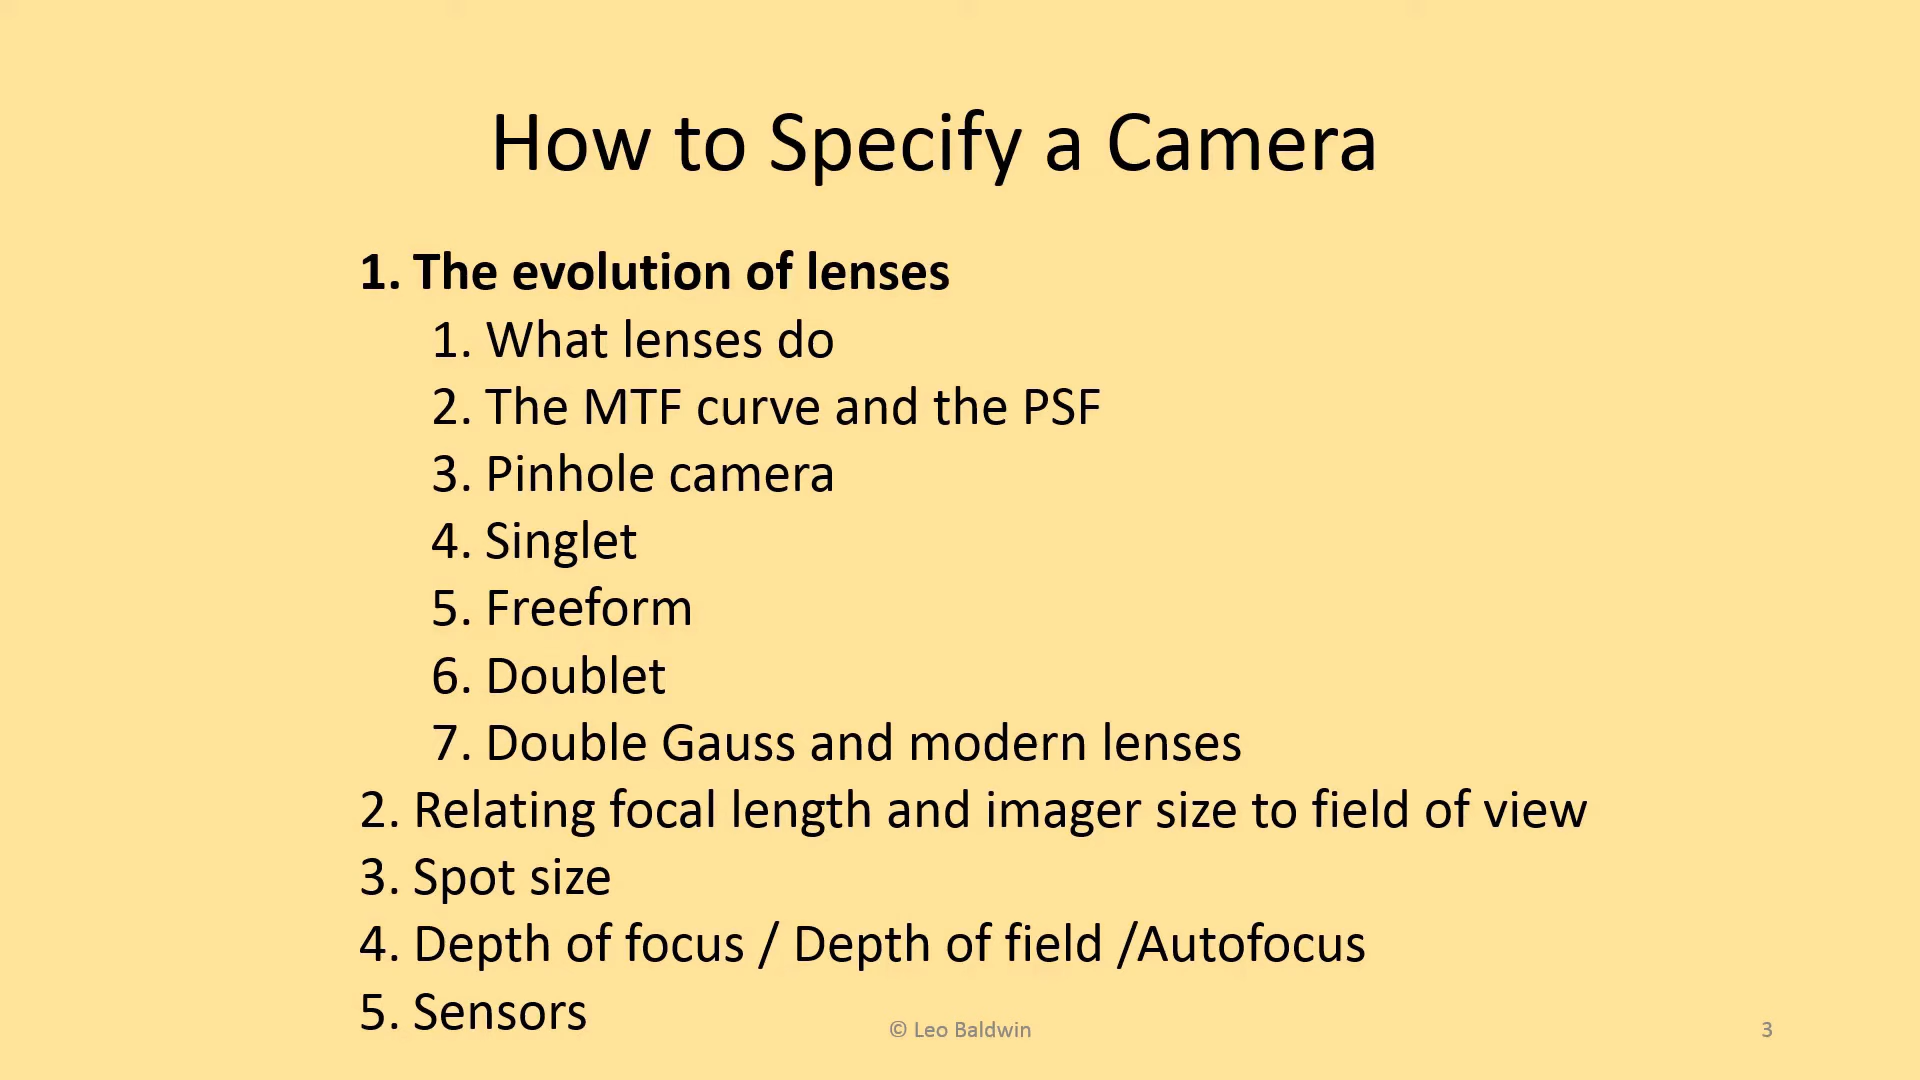 How to Specify a Camera
1. The evolution of lenses
1. What lenses do
2. The MTF curve and the PSF
3. Pinhole camera
4. Singlet
5. Freeform
6. Doublet
7. Double Gauss and modern lenses
2. Relating focal length and imager size to field of view
3. Spot size
4. Depth of focus / Depth of field /Autofocus
5. Sensors
© Leo Baldwin
3